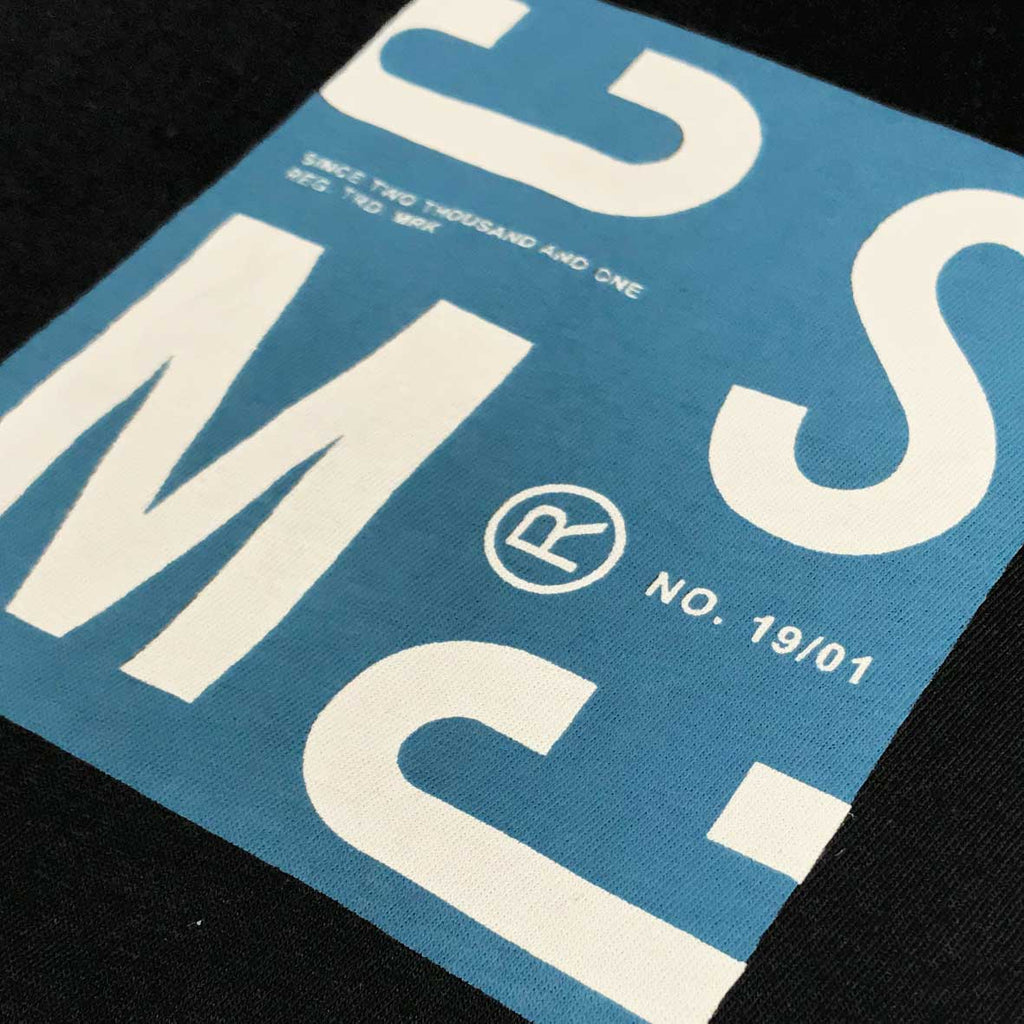 C
S
SINCE TWO THOUSAND AND ONE
REG. TRD. MRK
M
®
NO. 19/01